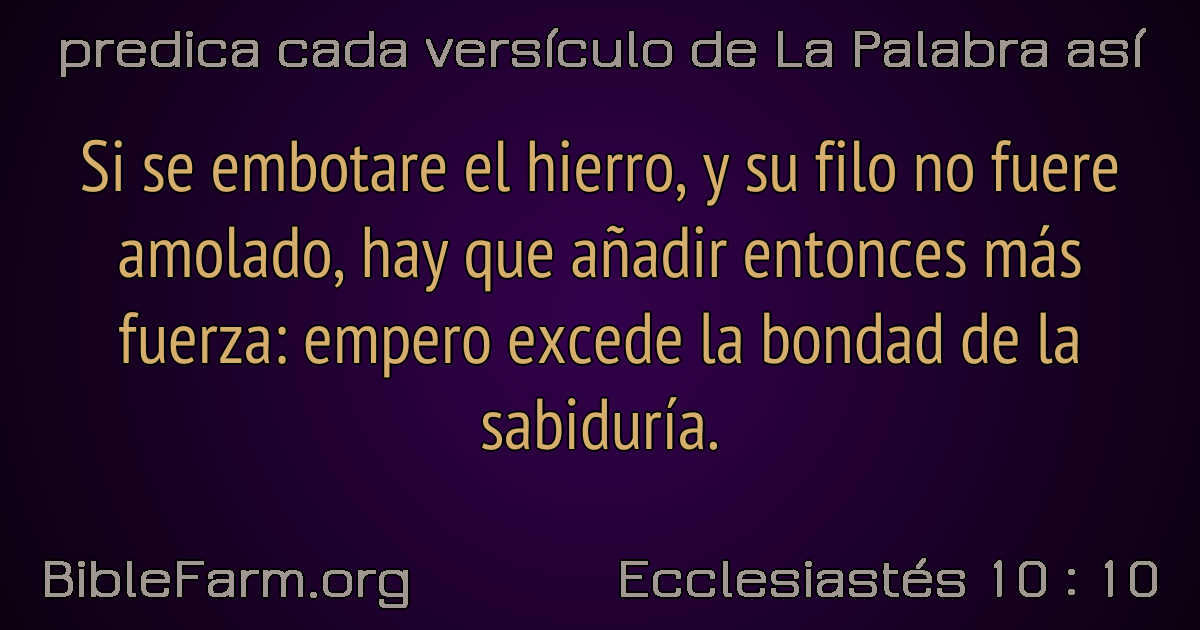 predica cada versículo de La Palabra así
Si se embotare el hierro, y su filo no fuere
amolado, hay que añadir entonces más
fuerza: empero excede la bondad de la
sabiduría.
BibleFarm.org
Ecclesiastés 10 : 10